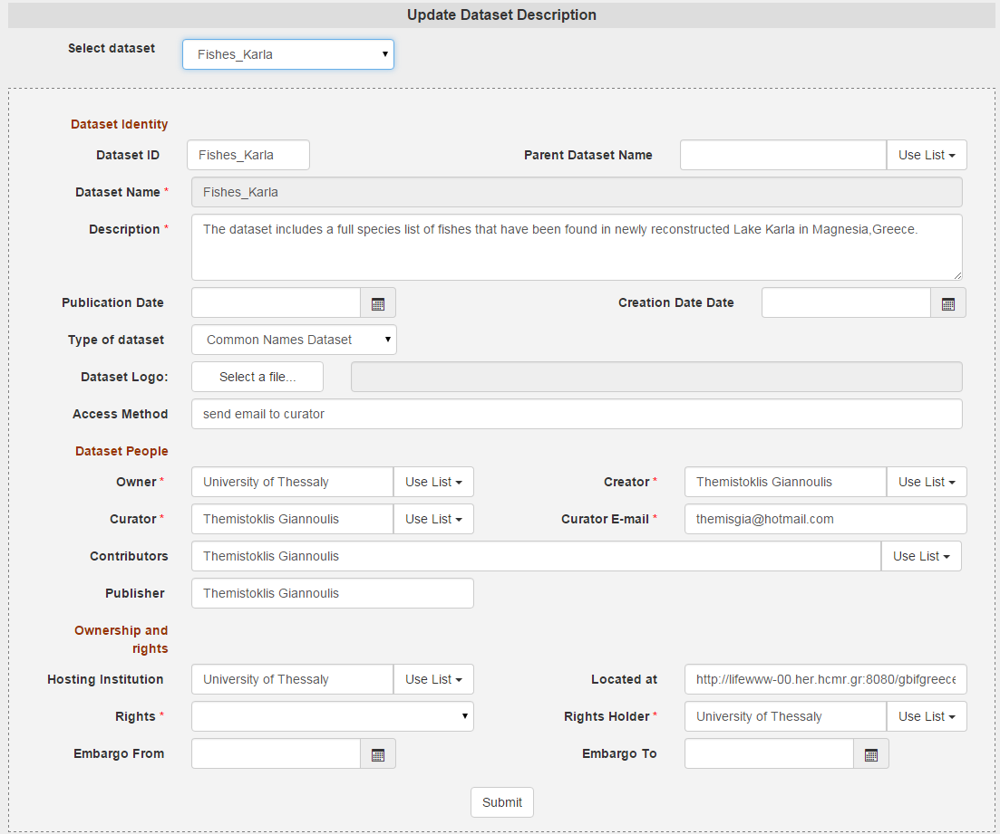 Update Dataset Description
Select dataset Fishes_Karla
Dataset Identity
Dataset ID Fishes_Karla Parent Dataset Name Use List
Dataset Name * Fishes_Karla
Description * The dataset includes a full species list of fishes that have been found in newly reconstructed Lake Karla in Magnesia,Greece.
Publication Date Creation Date Date
Type of dataset Common Names Dataset
Dataset Logo: Select a file...
Access Method send email to curator
Dataset People
Owner * University of Thessaly Use List Creator * Themistoklis Giannoulis Use List
Curator * Themistoklis Giannoulis Use List Curator E-mail * themisgia@hotmail.com
Contributors Themistoklis Giannoulis Use List
Publisher Themistoklis Giannoulis
Ownership and
rights
Hosting Institution University of Thessaly Use List Located at http://lifewww-00.her.hcmr.gr:8080/gbifgreece
Rights * Rights Holder * University of Thessaly Use List
Embargo From Embargo To
Submit